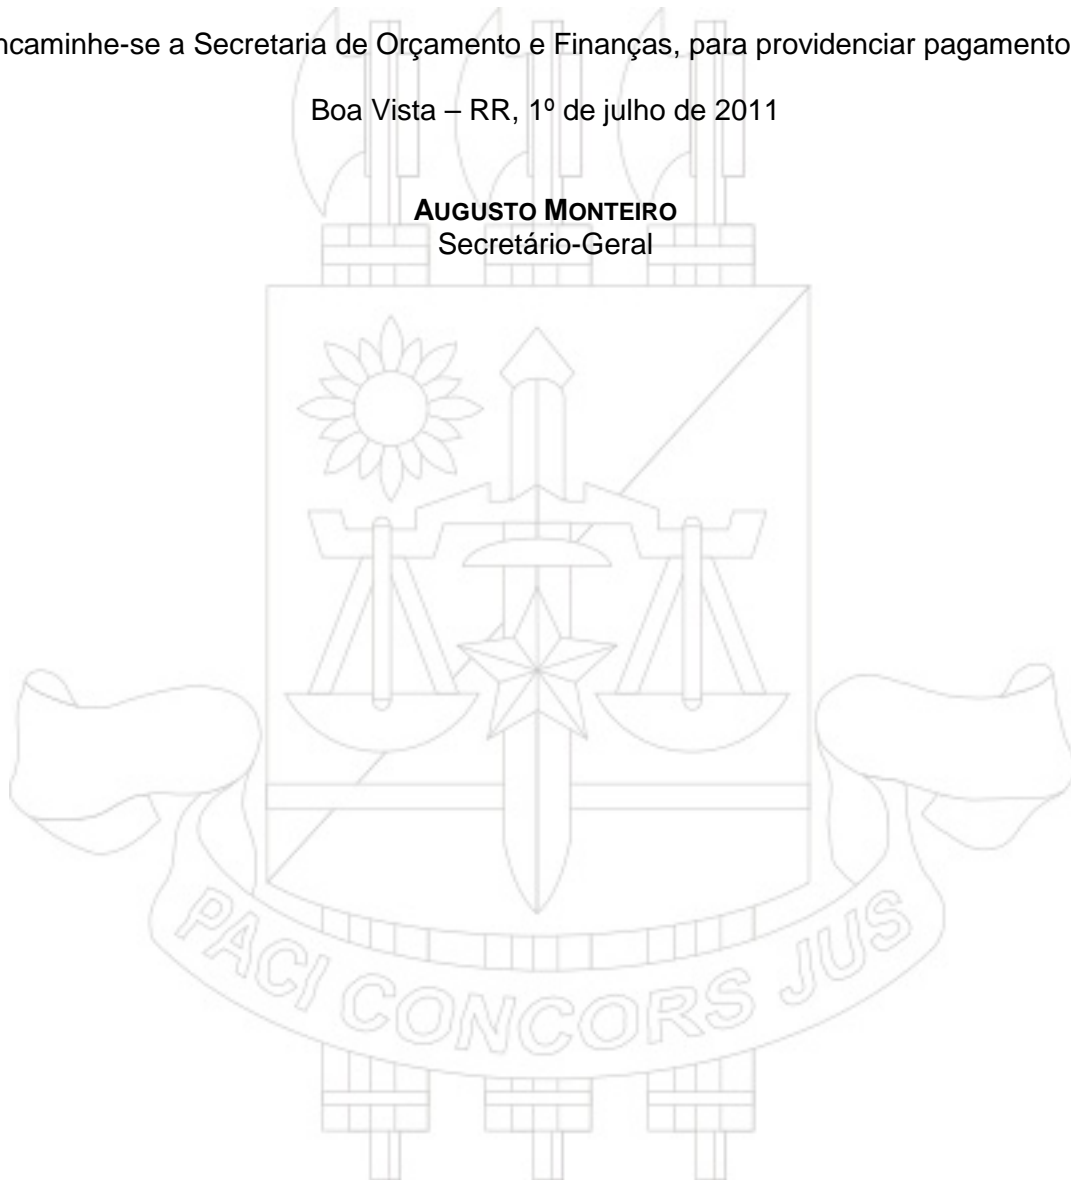 ncaminhe-se a Secretaria de Orçamento e Finanças, para providenciar pagamento
Boa Vista – RR, 1º de julho de 2011
AUGUSTO MONTEIRO
Secretário-Geral
PACI CONCORS JUS